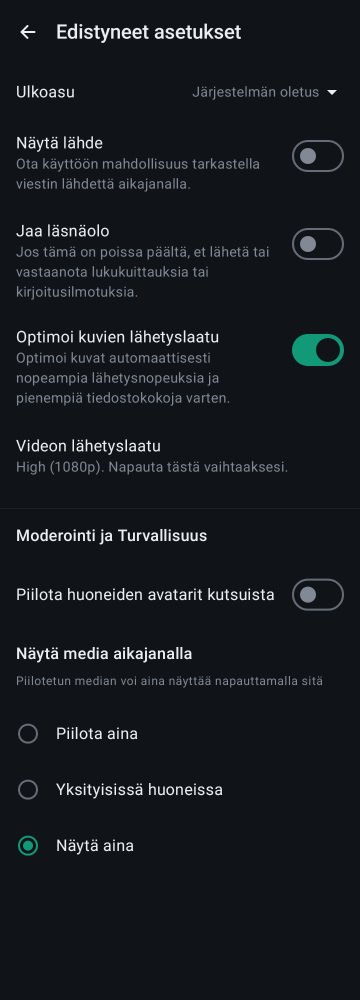 Edistyneet asetukset
Ulkoasu
Järjestelmän oletus
Näytä lähde
Ota käyttöön mahdollisuus tarkastella
viestin lähdettä aikajanalla.
Jaa läsnäolo
Jos tämä on poissa päältä, et lähetä tai
vastaanota lukukuittauksia tai
kirjoitusilmotuksia.
Optimoi kuvien lähetyslaatu
Optimoi kuvat automaattisesti
nopeampia lähetysnopeuksia ja
pienempiä tiedostokokoja varten.
Videon lähetyslaatu
High (1080p). Napauta tästä vaihtaaksesi.
Moderointi ja Turvallisuus
Piilota huoneiden avatarit kutsuista
Näytä media aikajanalla
Piilotetun median voi aina näyttää napauttamalla sitä
Piilota aina
Yksityisissä huoneissa
Näytä aina